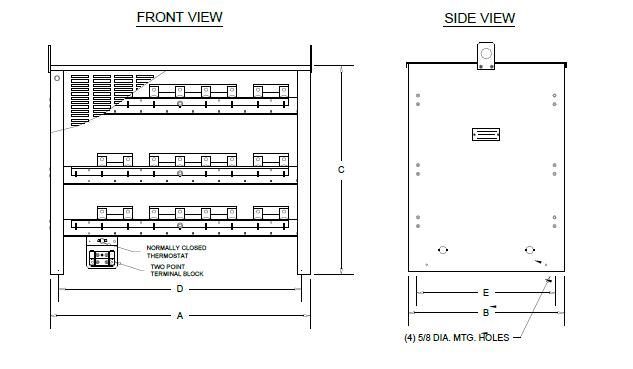 FRONT VIEW
SIDE VIEW
C
NORMALLY CLOSED
THERMOSTAT
TWO POINT
TERMINAL BLOCK
D
A
E
B
(4) 5/8 DIA. MTG. HOLES